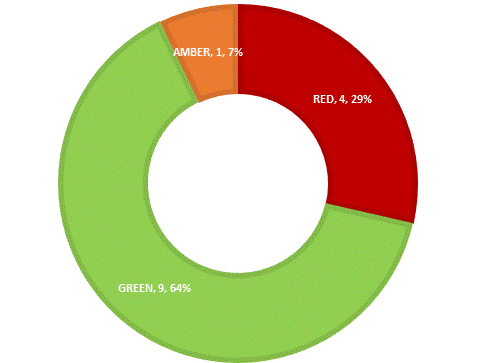 AMBER, 1, 7%
RED, 4, 29%
GREEN, 9, 64%